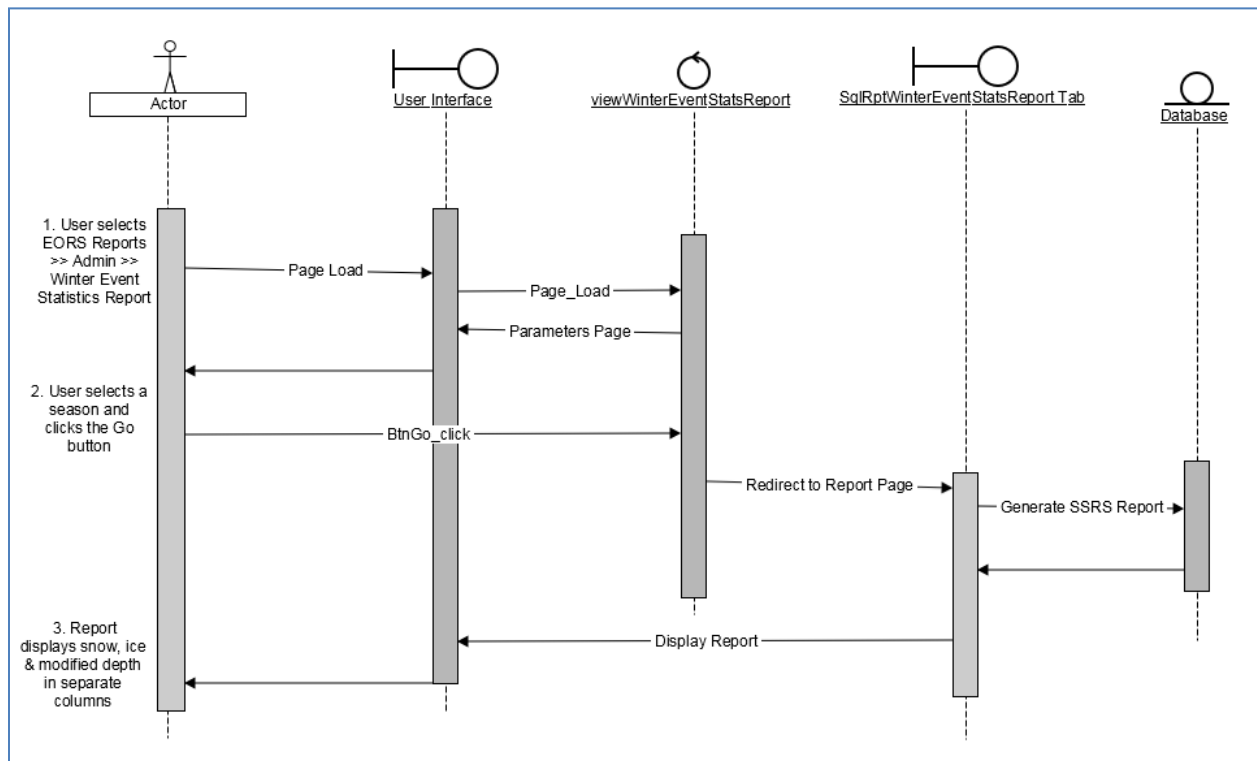 Actor
User Interface
viewWinterEventStatsReport
SqlRptWinterEventStatsReport Tab
Database
1. User selects
EORS Reports
>> Admin >>
Winter Event
Statistics Report
Page Load
Page_Load
Parameters Page
2. User selects a
season and
clicks the Go
button
BtnGo_click
Redirect to Report Page
Generate SSRS Report
3. Report
displays snow, ice
& modified depth
in separate
columns
Display Report